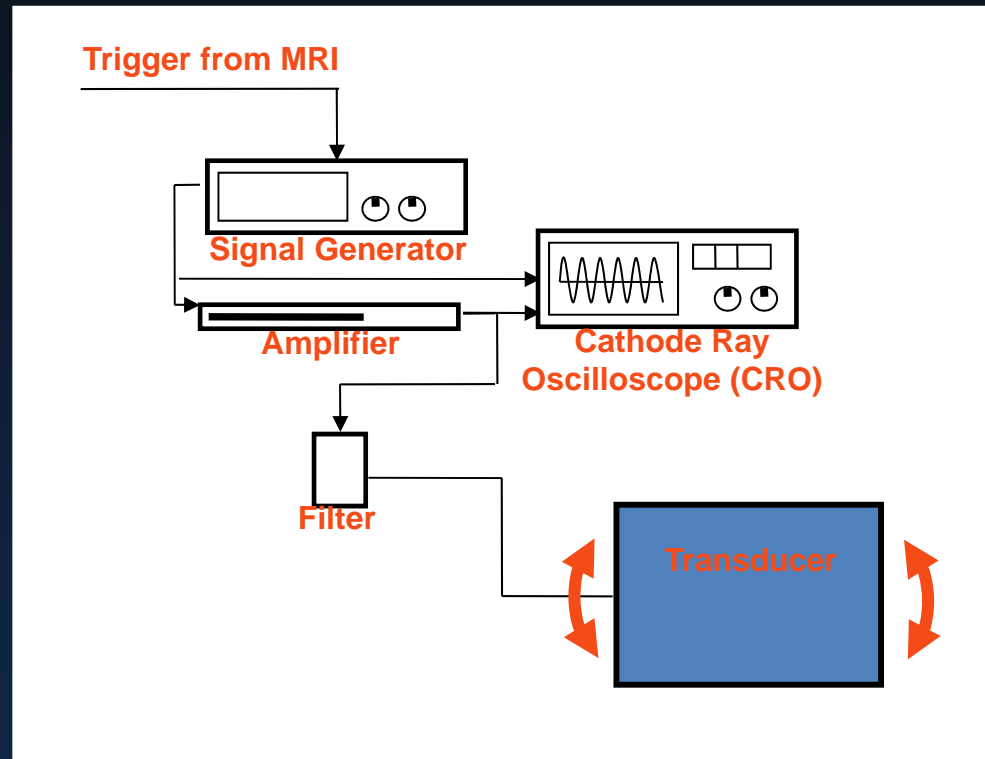 Trigger from MRI
Signal Generator
Amplifier
Cathode Ray
Oscilloscope (CRO)
Filter
Transducer